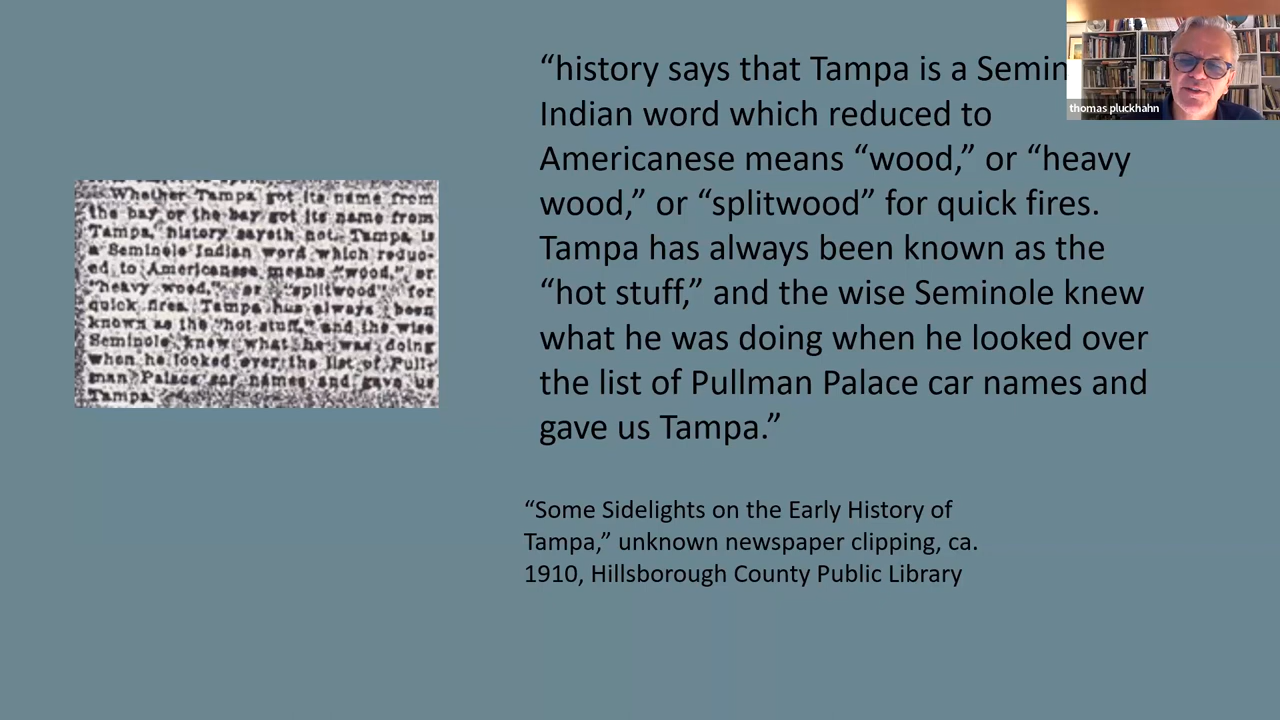 Whether Tampa got its name from
the bay or the bay got its name from
Tampa, history sayeth not. Tampa is
a Seminole Indian word which reduc-
ed to Americanese means "wood," or
"heavy wood," or "splitwood" for
quick fires. Tampa has always been
known as the "hot stuff," and the wise
Seminole knew what he was doing
when he looked over the list of Pull-
man Palace car names and gave us
Tampa.
“history says that Tampa is a Semin
Indian word which reduced to
Americanese means “wood,” or “heavy
wood,” or “splitwood” for quick fires.
Tampa has always been known as the
“hot stuff,” and the wise Seminole knew
what he was doing when he looked over
the list of Pullman Palace car names and
gave us Tampa.”
“Some Sidelights on the Early History of
Tampa,” unknown newspaper clipping, ca.
1910, Hillsborough County Public Library
thomas pluckhahn